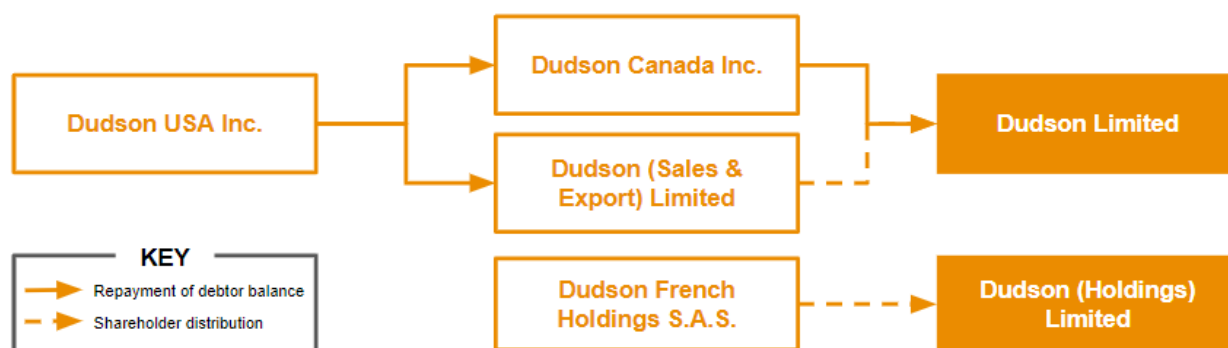 Dudson USA Inc.
Dudson Canada Inc.
Dudson (Sales &
Export) Limited
Dudson Limited
KEY
Repayment of debtor balance
Shareholder distribution
Dudson French
Holdings S.A.S.
Dudson (Holdings)
Limited